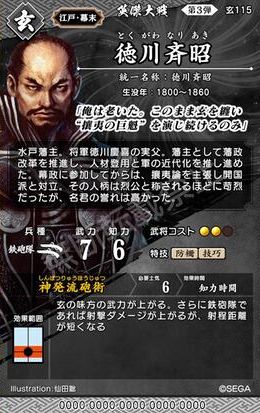 玄
江戸・幕末
英傑大戦
第3弾
玄115
とくがわ なり あき
徳川斉昭
統一名称:徳川斉昭
生没年:1800〜1860
「俺は老いた。このまま玄を纏い
“攘夷の巨魁”を演じ続けるのみ」
水戸藩主。将軍徳川慶喜の実父。藩主として藩政
改革を推進し、人材登用と軍の近代化を推し進め
た。幕政に参加してからは、攘夷論を主張し開国
派と対立。その人柄は烈公と称されるほどに苛烈
だったが、名君の誉れは高かった。
兵種 武力 知力 武将コスト
鉄砲隊 7 6 特技 防柵 技巧
しんぱつりゅうほうじゅつ 必要士気 効果時間
神発流砲術 6 知力時間
効果範囲
玄の味方の武力が上がる。さらに鉄砲隊で
あれば射撃ダメージが上がるが、射程距離が
短くなる
Illustration:仙田聡
©SEGA
0000-0000-0000-0000-0000